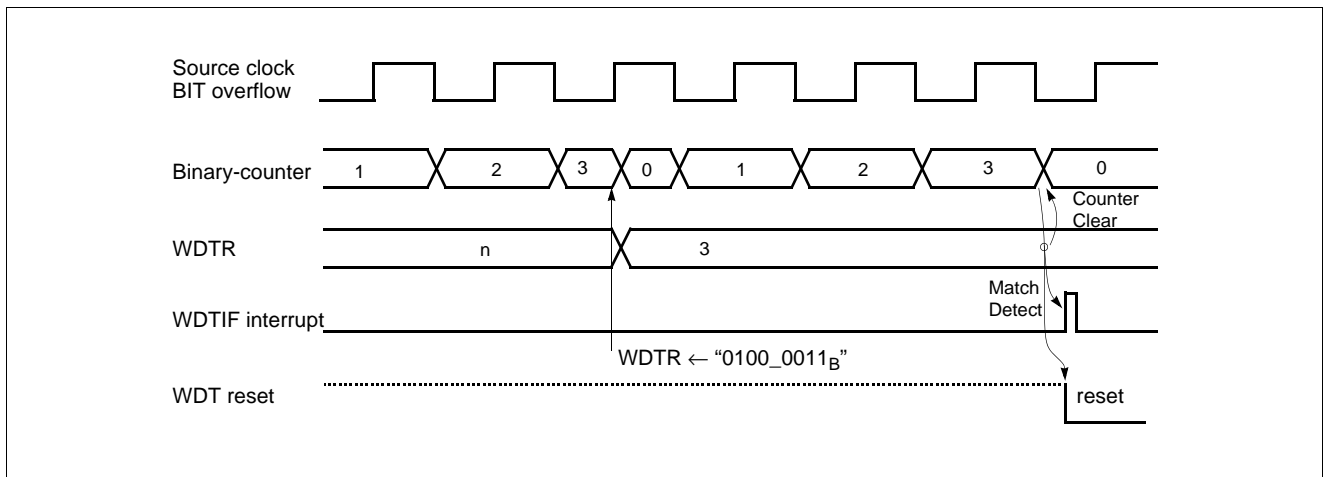 Source clock
BIT overflow
Binary-counter
1 2 3 0 1 2 3 0
Counter
Clear
WDTR
n 3
Match
Detect
WDTIF interrupt
WDTR ← “0100_0011B”
WDT reset
reset